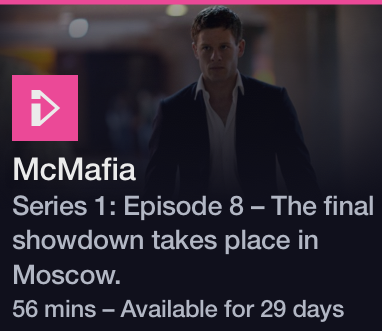 McMafia
Series 1: Episode 8 – The final
showdown takes place in
Moscow.
56 mins – Available for 29 days